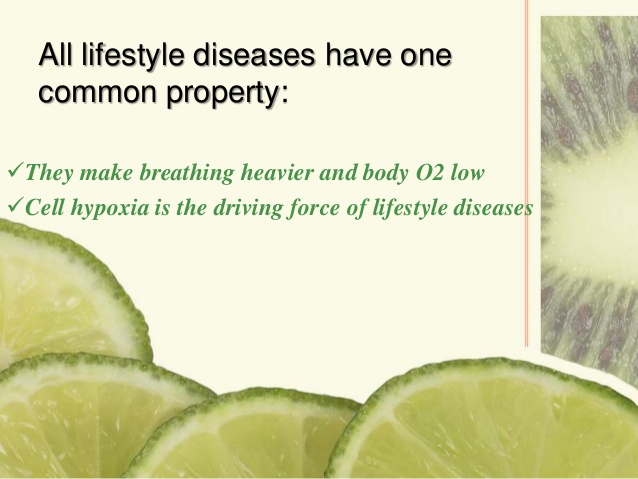 All lifestyle diseases have one
common property:
✓They make breathing heavier and body O2 low
✓Cell hypoxia is the driving force of lifestyle diseases